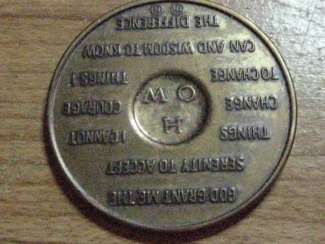 GOD GRANT ME THE
SERENITY TO ACCEPT
THINGS I CANNOT
CHANGE MO COURAGE
TO CHANGE THINGS I
CAN AND WISDOM TO KNOW
THE DIFFERENCE